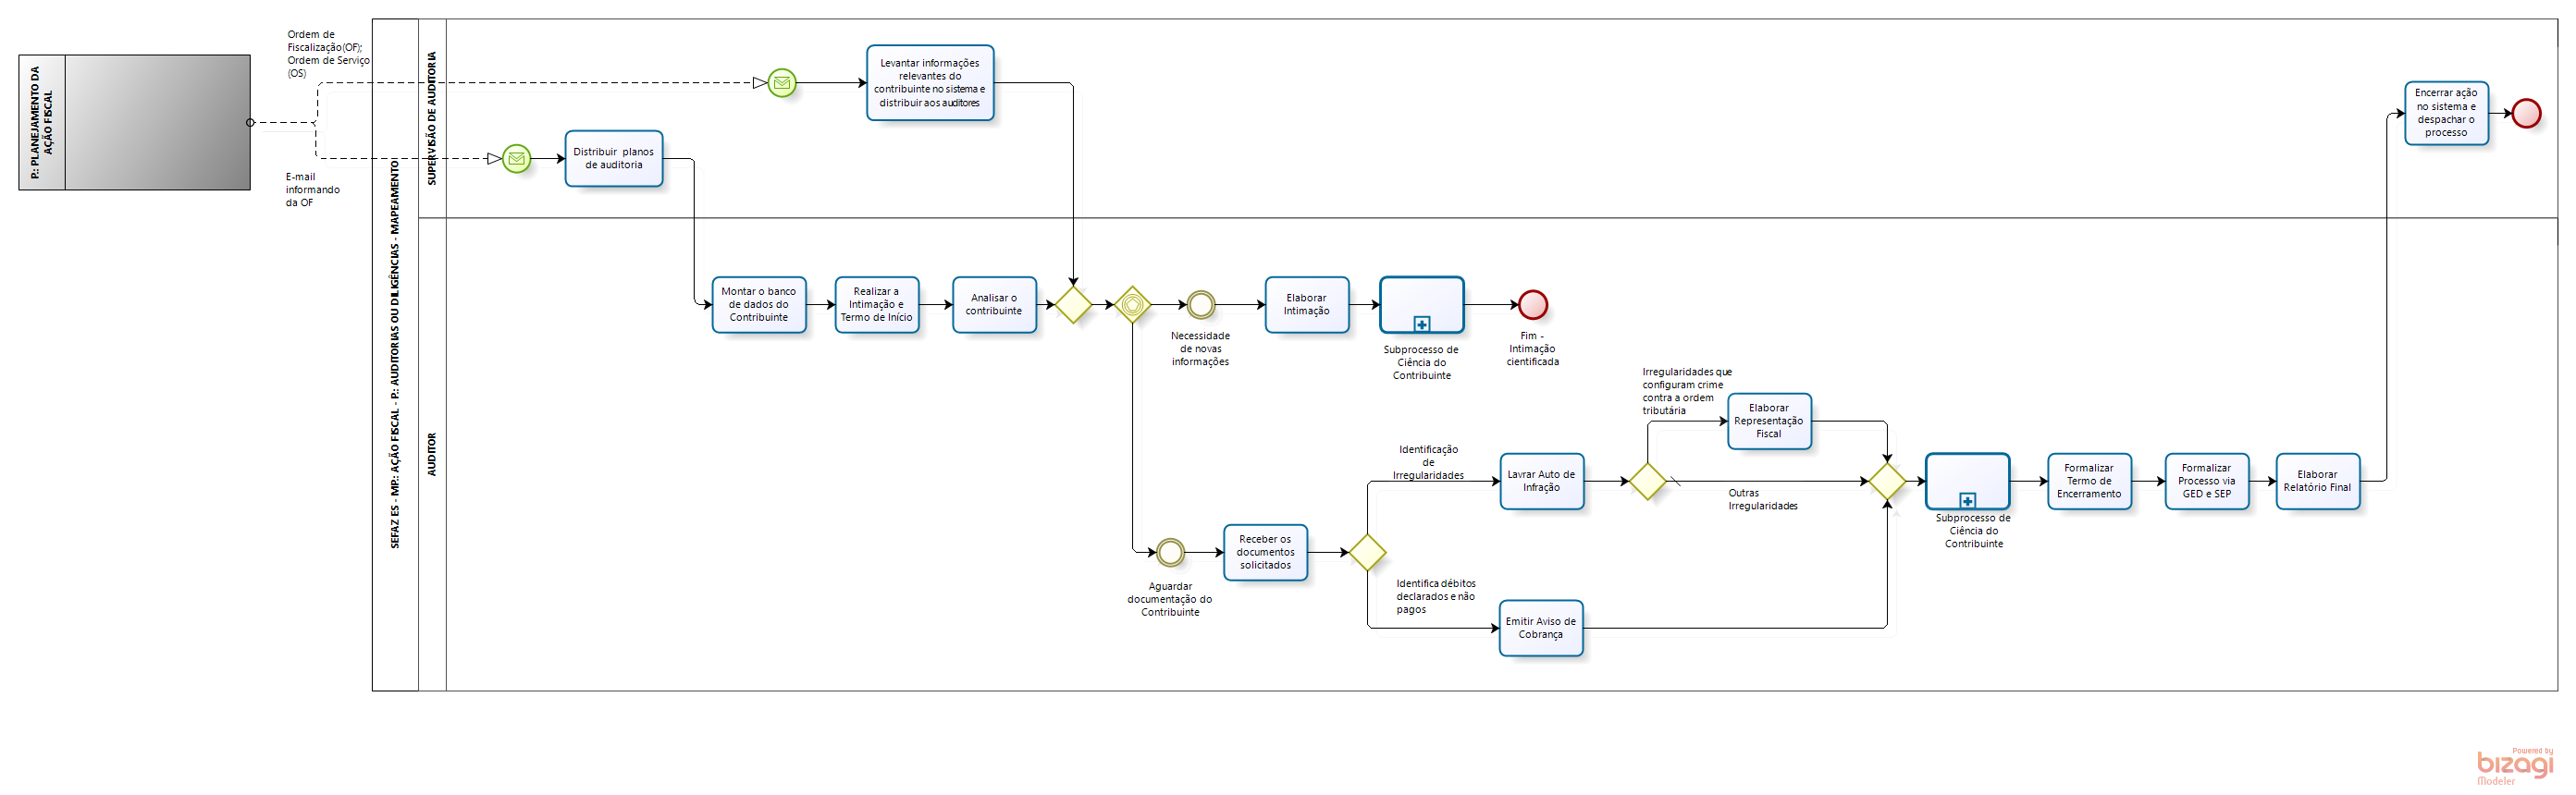 P.: PLANEJAMENTO DA
AÇÃO FISCAL
Ordem de
Fiscalização(OF);
Ordem de Serviço
(OS)
E-mail
informando
da OF
SEFAZ ES - MP.: AÇÃO FISCAL - P.: AUDITORIAS OU DILIGÊNCIAS - MAPEAMENTO
SUPERVISÃO DE AUDITORIA
Levantar informações
relevantes do
contribuinte no sistema e
distribuir aos auditores
Distribuir planos
de auditoria
Encerrar ação
no sistema e
despachar o
processo
AUDITOR
Montar o banco
de dados do
Contribuinte
Realizar a
Intimação e
Termo de Início
Analisar o
contribuinte
Necessidade
de novas
informações
Elaborar
Intimação
Subprocesso de
Ciência do
Contribuinte
Fim -
Intimação
cientificada
Aguardar
documentação do
Contribuinte
Receber os
documentos
solicitados
Identificação
de
Irregularidades
Lavrar Auto de
Infração
Identifica débitos
declarados e não
pagos
Emitir Aviso de
Cobrança
Irregularidades que
configuram crime
contra a ordem
tributária
Elaborar
Representação
Fiscal
Outras
Irregularidades
Subprocesso de
Ciência do
Contribuinte
Formalizar
Termo de
Encerramento
Formalizar
Processo via
GED e SEP
Elaborar
Relatório Final
Powered by
bizagi
Modeler